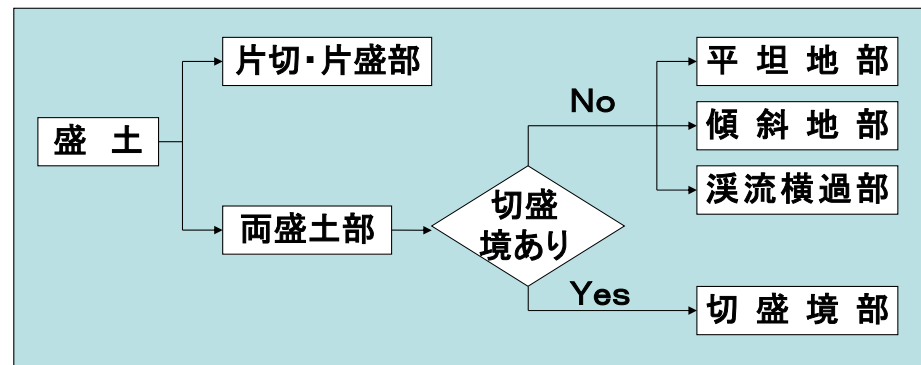 盛土
片切・片盛部
両盛土部
切盛
境あり
No
Yes
平坦地部
傾斜地部
渓流横過部
切盛境部